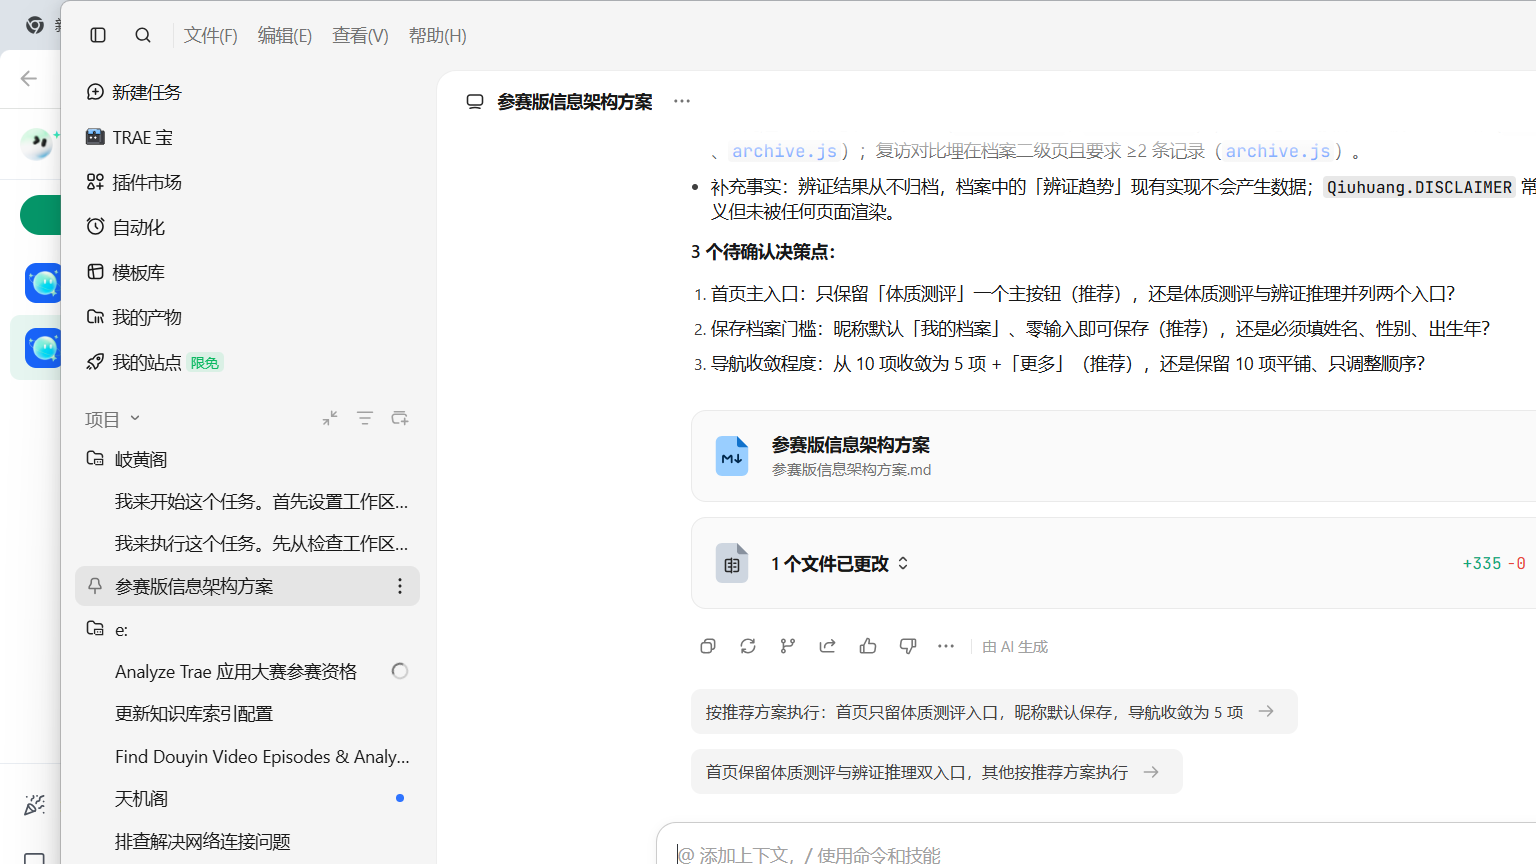 文件(F) 编辑(E) 查看(V) 帮助(H)
新建任务
TRAE 宝
插件市场
自动化
模板库
我的产物
我的站点 限免
项目
岐黄阁
我来开始这个任务。首先设置工作区...
我来执行这个任务。先从检查工作区...
参赛版信息架构方案
e:
Analyze Trae 应用大赛参赛资格
更新知识库索引配置
Find Douyin Video Episodes & Analy...
天机阁
排查解决网络连接问题
参赛版信息架构方案
、archive.js）；复访对比埋在档案二级页且要求 ≥2 条记录（archive.js）。
• 补充事实：辨证结果从不归档，档案中的「辨证趋势」现有实现不会产生数据；Qiuhuang.DISCLAIMER 常
义但未被任何页面渲染。
3 个待确认决策点：
1. 首页主入口：只保留「体质测评」一个主按钮（推荐），还是体质测评与辨证推理并列两个入口？
2. 保存档案门槛：昵称默认「我的档案」、零输入即可保存（推荐），还是必须填姓名、性别、出生年？
3. 导航收敛程度：从 10 项收敛为 5 项 +「更多」（推荐），还是保留 10 项平铺、只调整顺序？
参赛版信息架构方案
参赛版信息架构方案.md
1 个文件已更改
+335 -0
由 AI 生成
按推荐方案执行：首页只留体质测评入口，昵称默认保存，导航收敛为 5 项
首页保留体质测评与辨证推理双入口，其他按推荐方案执行
@ 添加上下文，/ 使用命令和技能